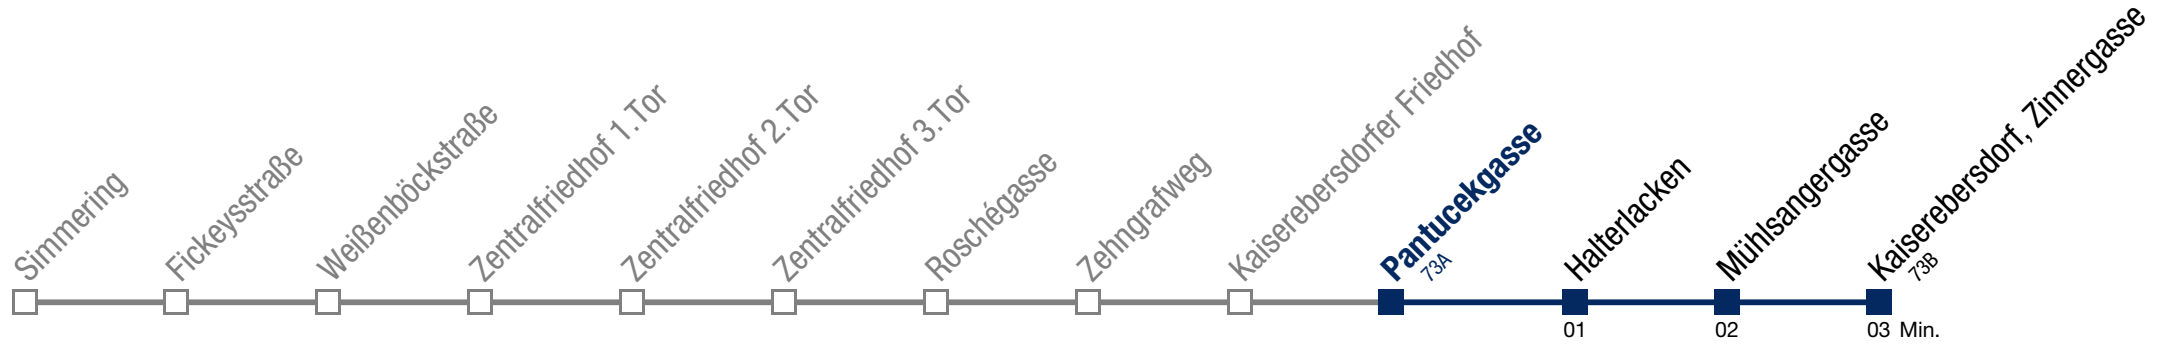 Simmering
Fickeysstraße
Weißenböckstraße
Zentralfriedhof 1.Tor
Zentralfriedhof 2.Tor
Zentralfriedhof 3.Tor
Roschégasse
Zehngrafweg
Kaiserebersdorfer Friedhof
Pantucekgasse
73A
Halterlacken
Mühlsangergasse
Kaiserebersdorf, Zinnergasse
73B
01
02
03 Min.